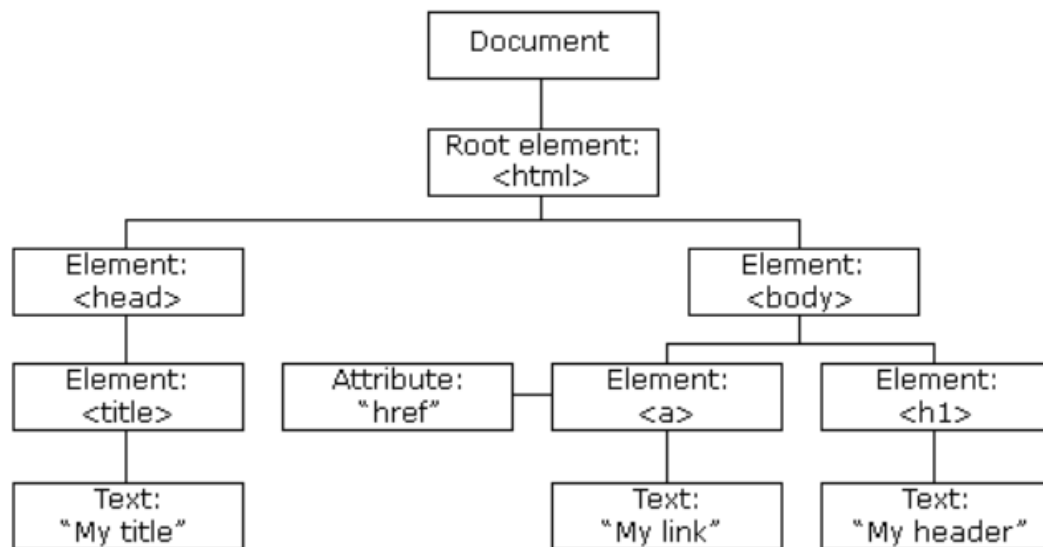 Document
Root element:
<html>
Element:
<head>
Element:
<body>
Element:
<title>
Attribute:
“href”
Element:
<a>
Element:
<h1>
Text:
“My title”
Text:
“My link”
Text:
“My header”